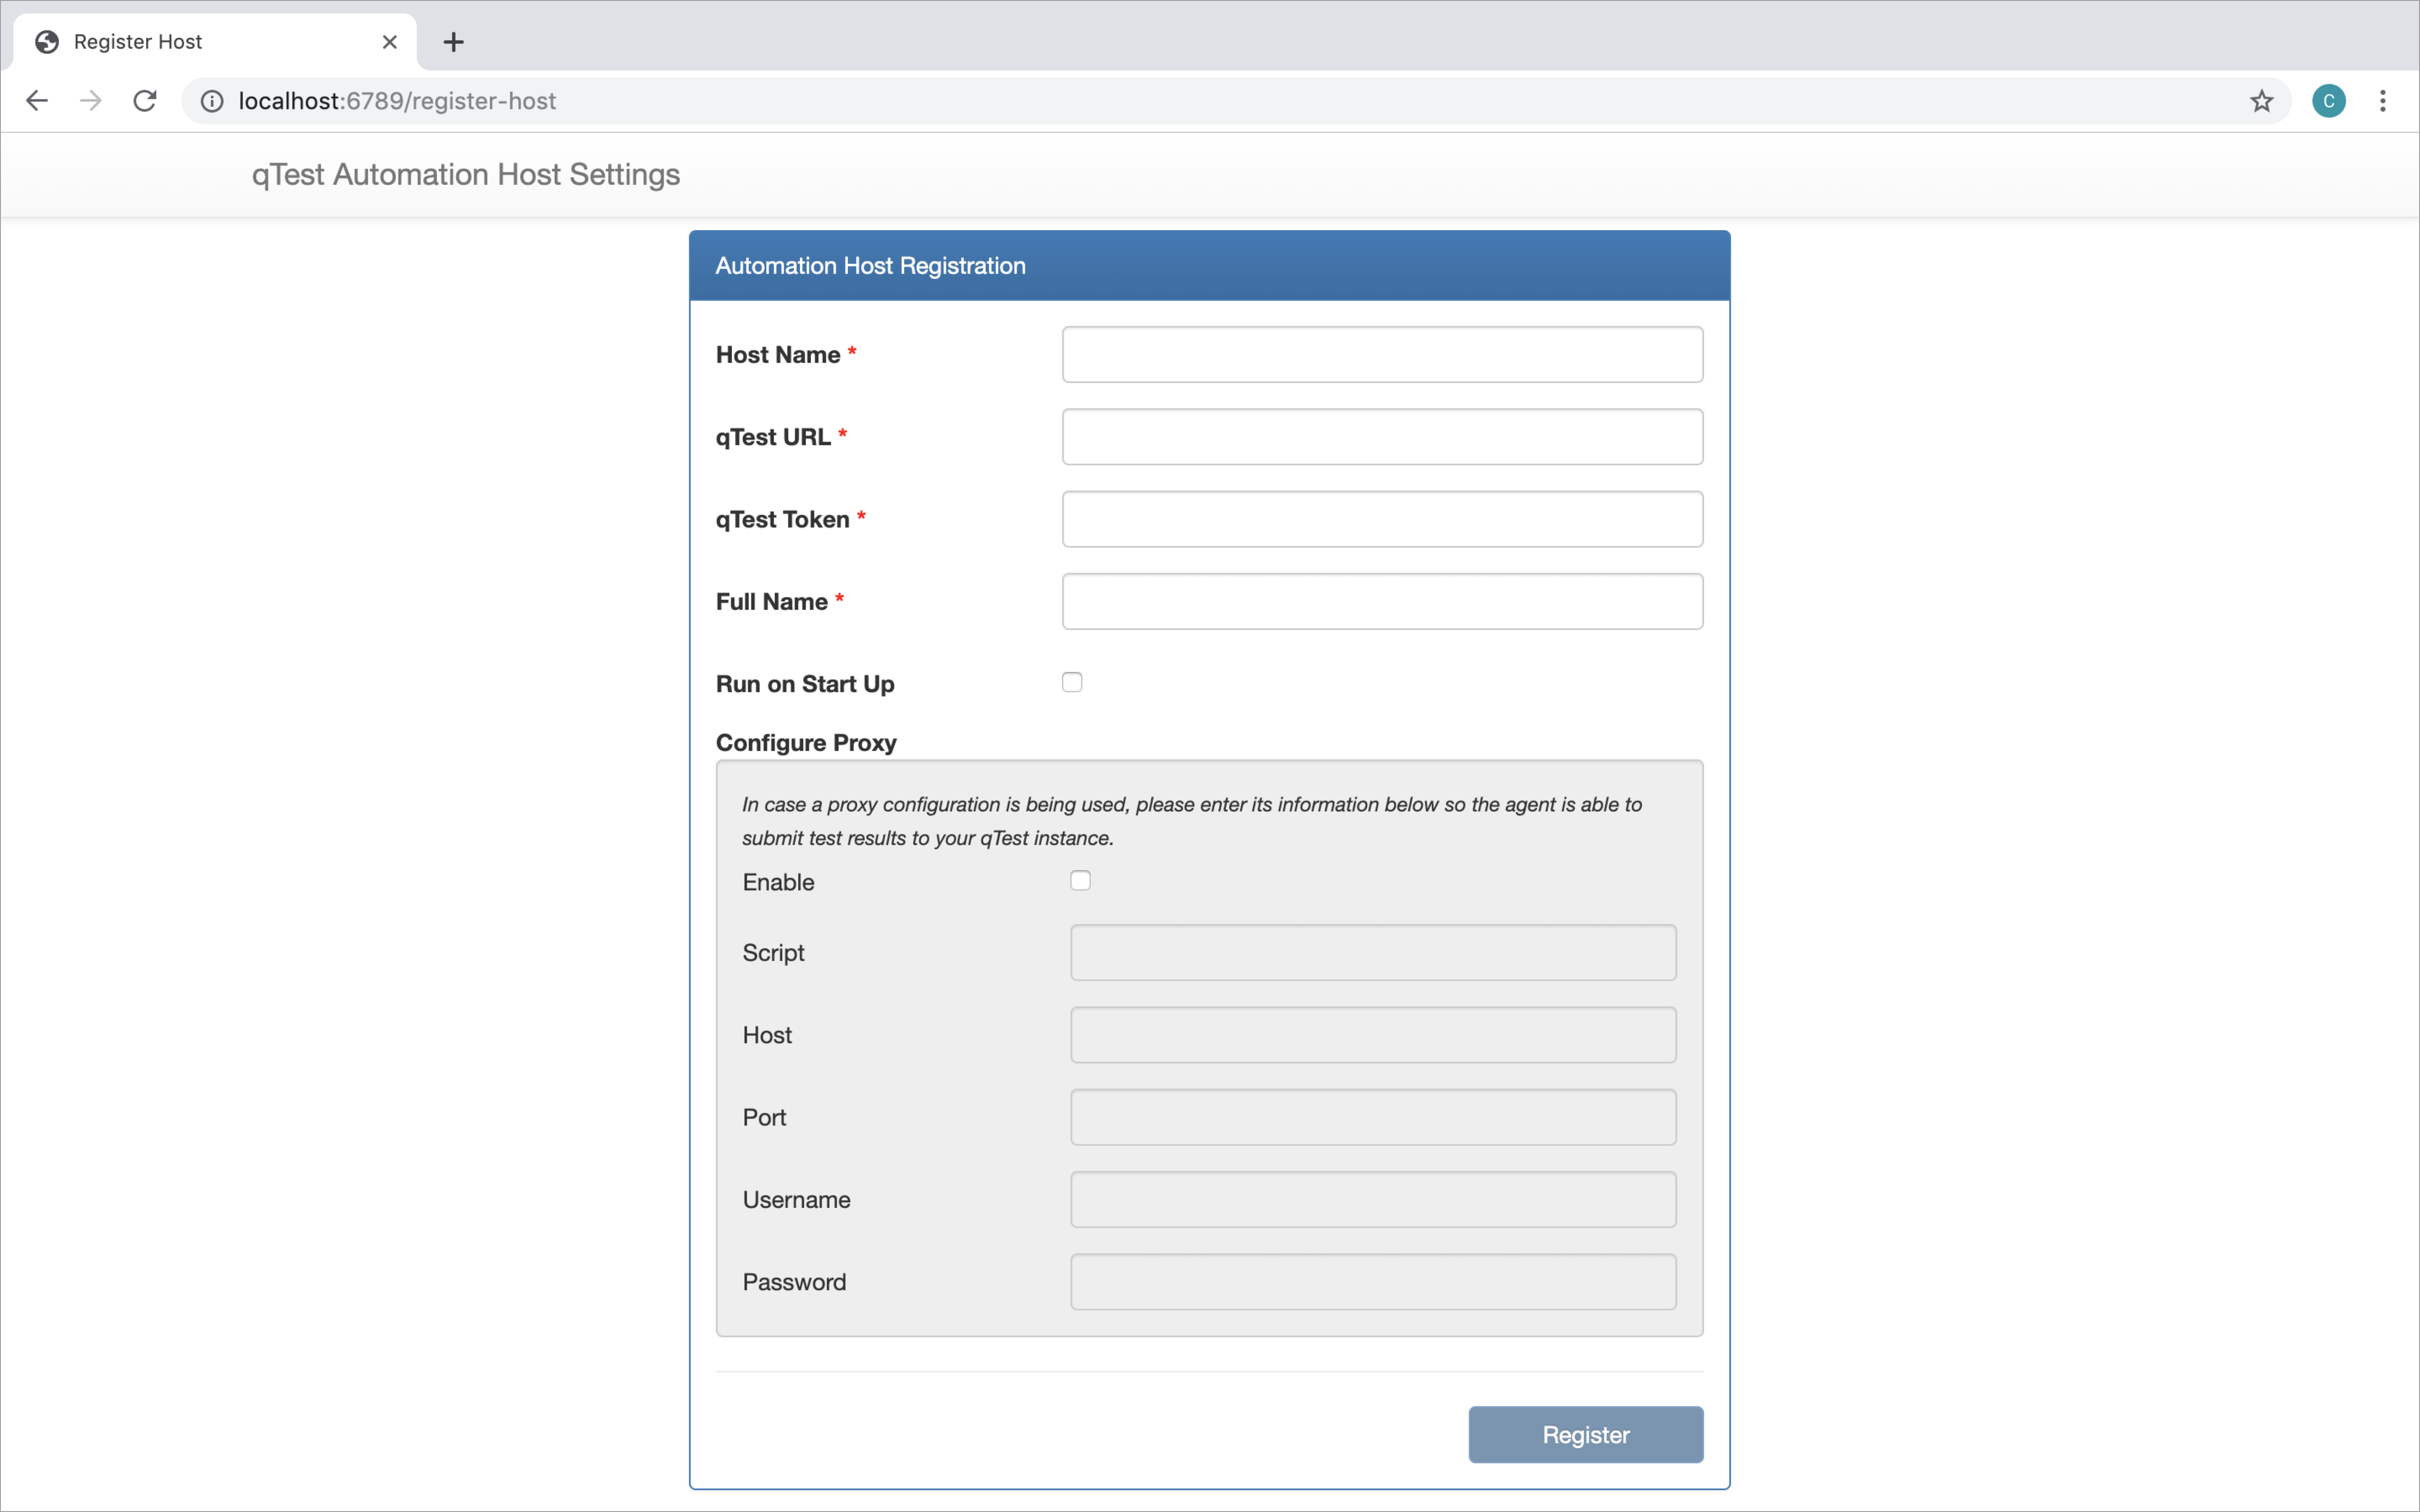 Register Host
localhost:6789/register-host
C
qTest Automation Host Settings
Automation Host Registration
Host Name *
qTest URL *
qTest Token *
Full Name *
Run on Start Up
Configure Proxy
In case a proxy configuration is being used, please enter its information below so the agent is able to
submit test results to your qTest instance.
Enable
Script
Host
Port
Username
Password
Register